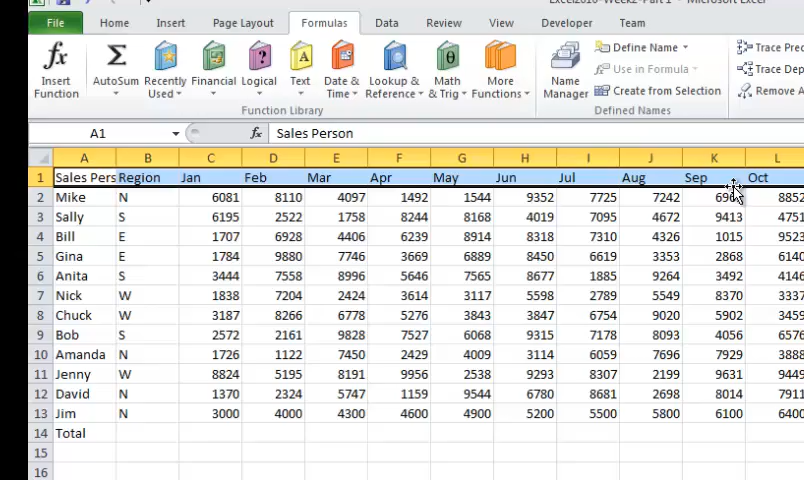 File Home Insert Page Layout Formulas Data Review View Developer Team
fx Σ ? A θ Define Name Trace Prec
Use in Formula Trace Dep
Insert AutoSum Recently Financial Logical Text Date & Lookup & Math More Name Create from Selection Remove A
Function Used Time Reference & Trig Functions Manager
Function Library Defined Names
A1 fx Sales Person
A B C D E F G H I J K L
1 Sales Pers Region Jan Feb Mar Apr May Jun Jul Aug Sep Oct
2 Mike N 6081 8110 4097 1492 1544 9352 7725 7242 8852
3 Sally S 6195 2522 1758 8244 8168 4019 7095 4672 9413 4751
4 Bill E 1707 6928 4406 6239 8914 8318 7310 4326 1015 9523
5 Gina E 1784 9880 7746 3669 6889 8450 6619 3353 2868 6140
6 Anita S 3444 7558 8996 5646 7565 8677 1885 9264 3492 4146
7 Nick W 1838 7204 2424 3614 3117 5598 2789 5549 8370 3337
8 Chuck W 3187 8266 6778 5276 3843 3847 6754 9020 5902 3459
9 Bob S 2572 2161 9828 7527 6068 9315 7178 8093 4056 6576
10 Amanda N 1726 1122 7450 2429 4009 3114 6059 7696 7929 3888
11 Jenny W 8824 5195 8191 9956 2538 9293 8307 2199 9631 9449
12 David N 1370 2324 5747 1159 9544 6780 8681 2698 8014 7911
13 Jim N 3000 4000 4300 4600 4900 5200 5500 5800 6100 6400
14 Total
15
16